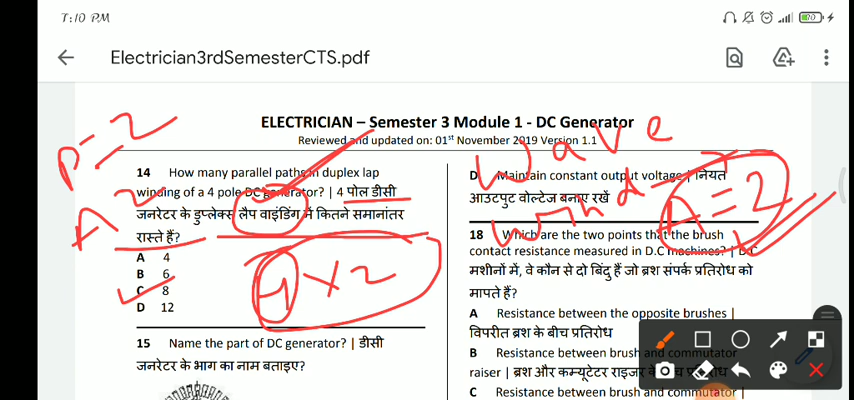 7:10 PM
70
Electrician3rdSemesterCTS.pdf
ELECTRICIAN – Semester 3 Module 1 - DC Generator
Reviewed and updated on: 01st November 2019 Version 1.1
P=2
A 2
14 How many parallel paths in duplex lap
winding of a 4 pole DC generator? | 4 पोल डीसी
जनरेटर के डुप्लेक्स लैप वाइंडिंग में कितने समानांतर
रास्ते हैं?
A 4
B 6
C 8
D 12
4 x 2
15 Name the part of DC generator? | डीसी
जनरेटर के भाग का नाम बताइए?
Wave
wind
A=2
D Maintain constant output voltage | नियत
आउटपुट वोल्टेज बनाए रखें
18 Which are the two points that the brush
contact resistance measured in D.C machines? | DC
मशीनों में, वे कौन से दो बिंदु हैं जो ब्रश संपर्क प्रतिरोध को
मापते हैं?
A Resistance between the opposite brushes |
विपरीत ब्रश के बीच प्रतिरोध
B Resistance between brush and commutator
raiser | ब्रश और कम्यूटेटर राइजर के
C Resistance between brush and commutator |